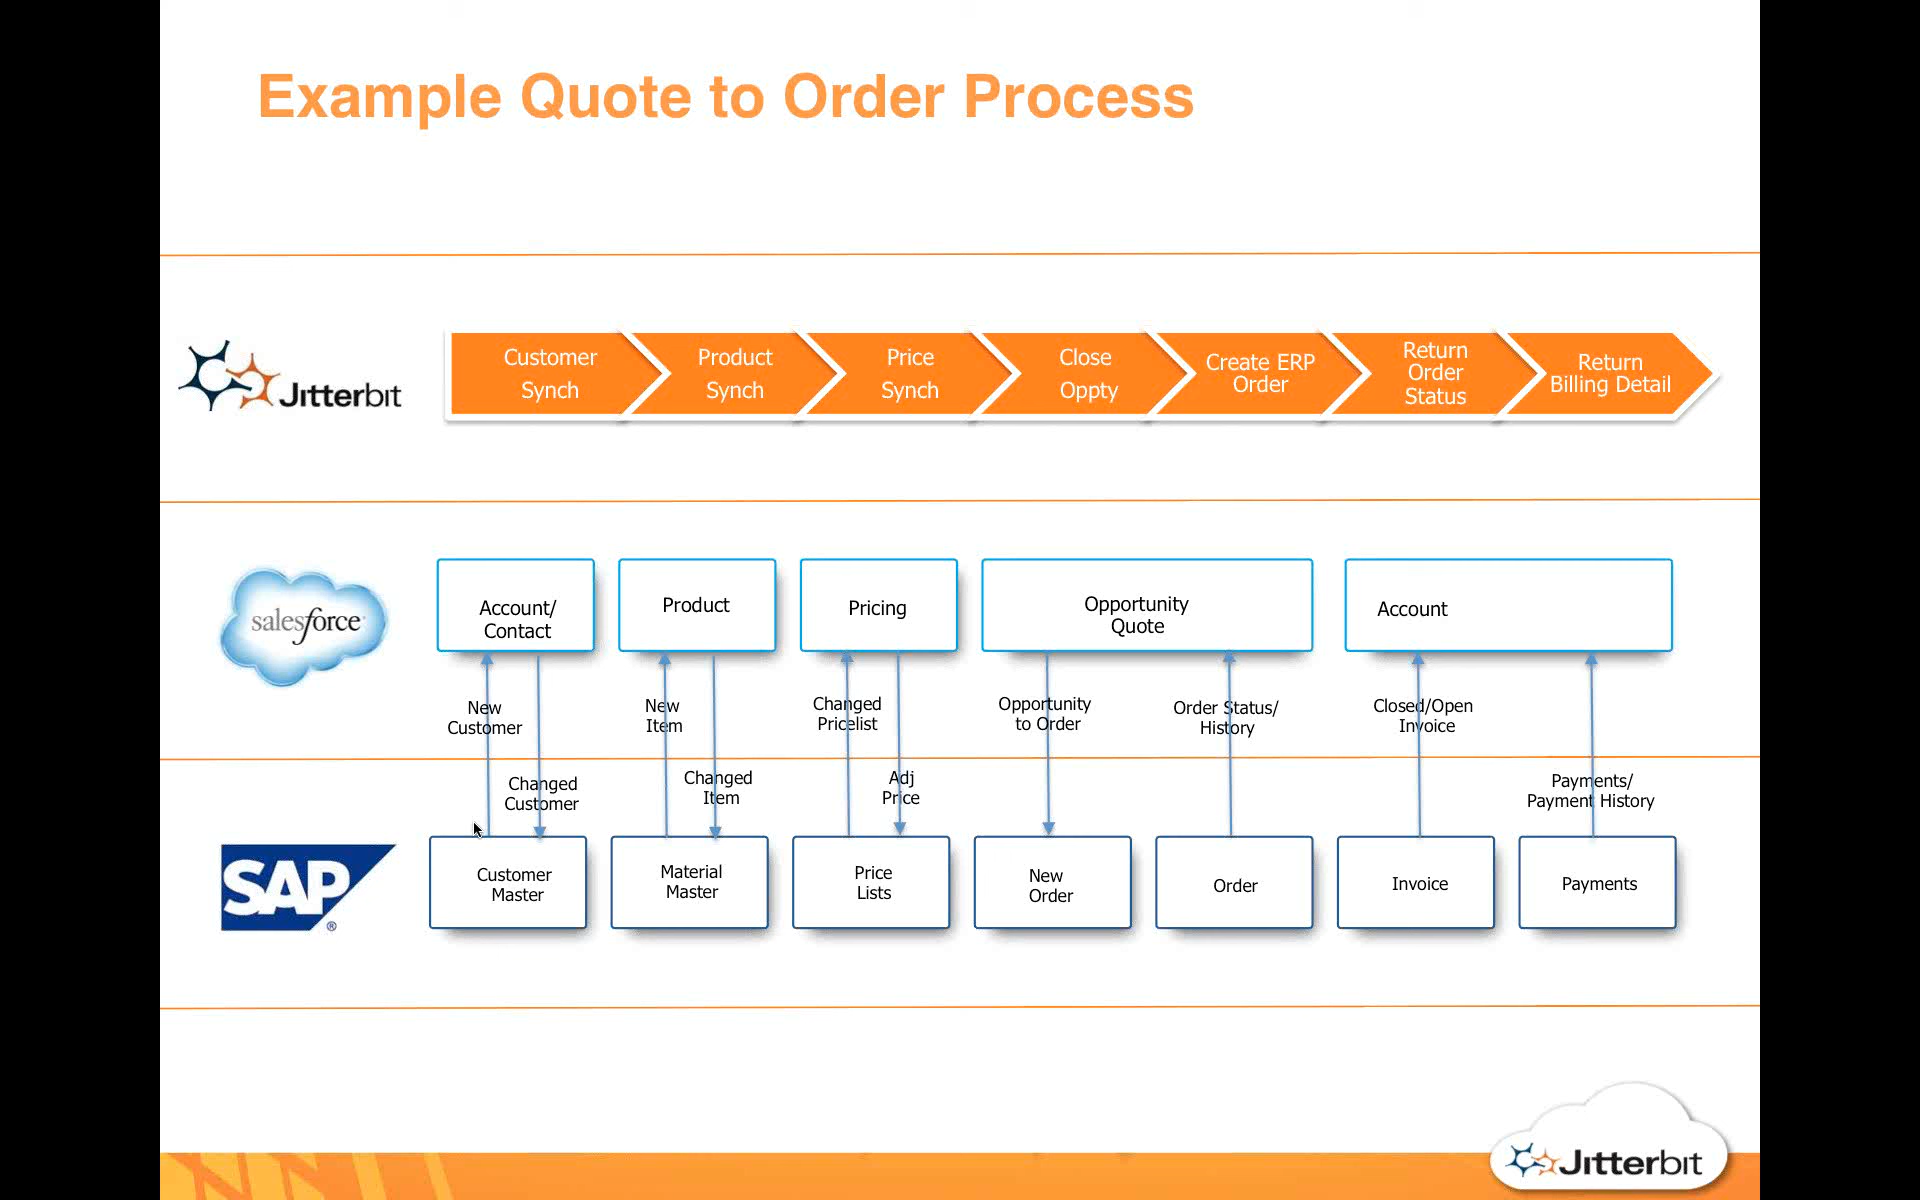 Example Quote to Order Process
Jitterbit
Customer
Synch
Product
Synch
Price
Synch
Close
Oppty
Create ERP
Order
Return
Order
Status
Return
Billing Detail
salesforce
Account/
Contact
Product
Pricing
Opportunity
Quote
Account
New
Customer
New
Item
Changed
Pricelist
Opportunity
to Order
Order Status/
History
Closed/Open
Invoice
Changed
Customer
Changed
Item
Adj
Price
Payments/
Payment History
SAP®
Customer
Master
Material
Master
Price
Lists
New
Order
Order
Invoice
Payments
Jitterbit